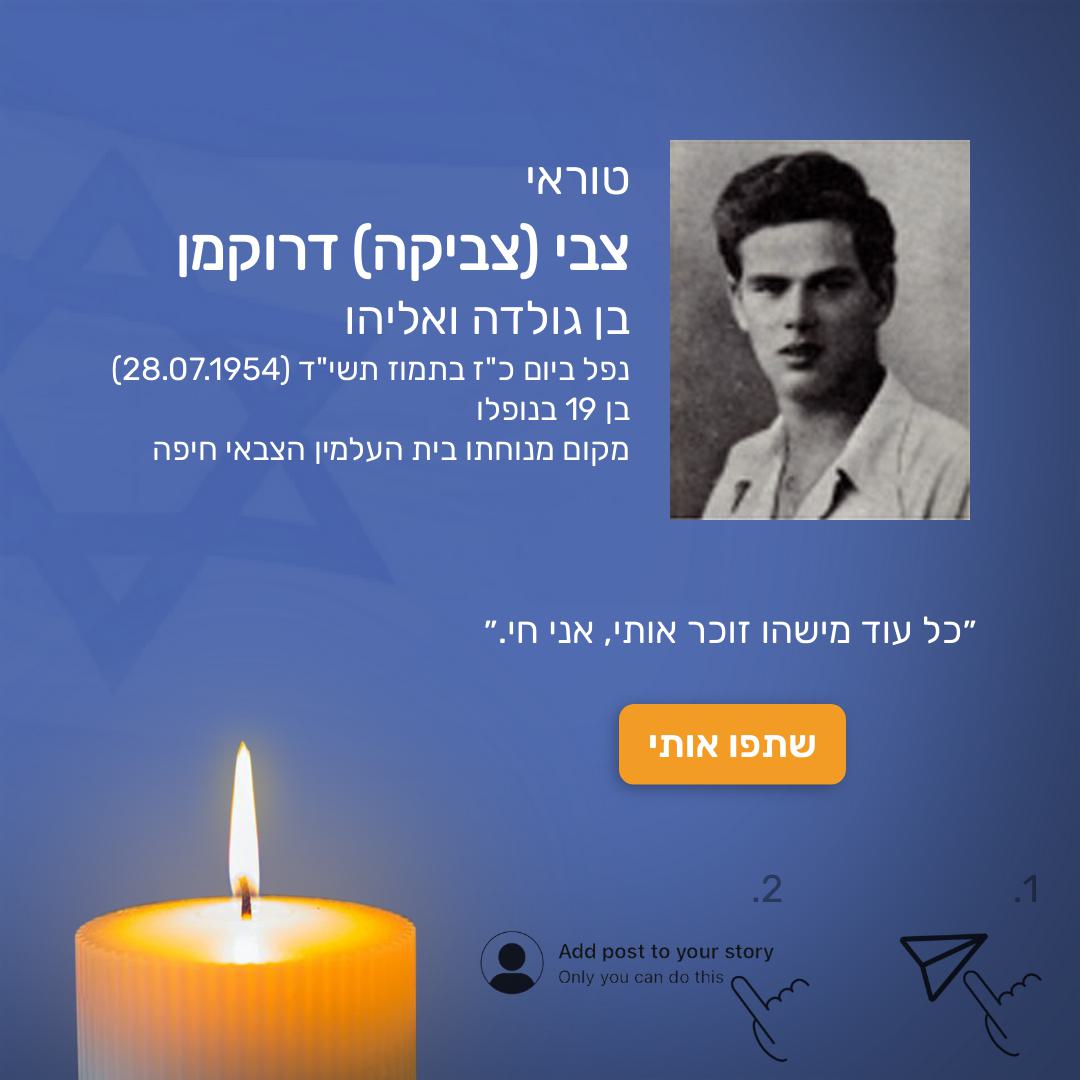 טוראי
צבי (צביקה) דרוקמן
בן גולדה ואליהו
נפל ביום כ"ז בתמוז תשי"ד (28.07.1954)
בן 19 בנופלו
מקום מנוחתו בית העלמין הצבאי חיפה
״כל עוד מישהו זוכר אותי, אני חי.״
שתפו אותי
.1
.2
Add post to your story
Only you can do this